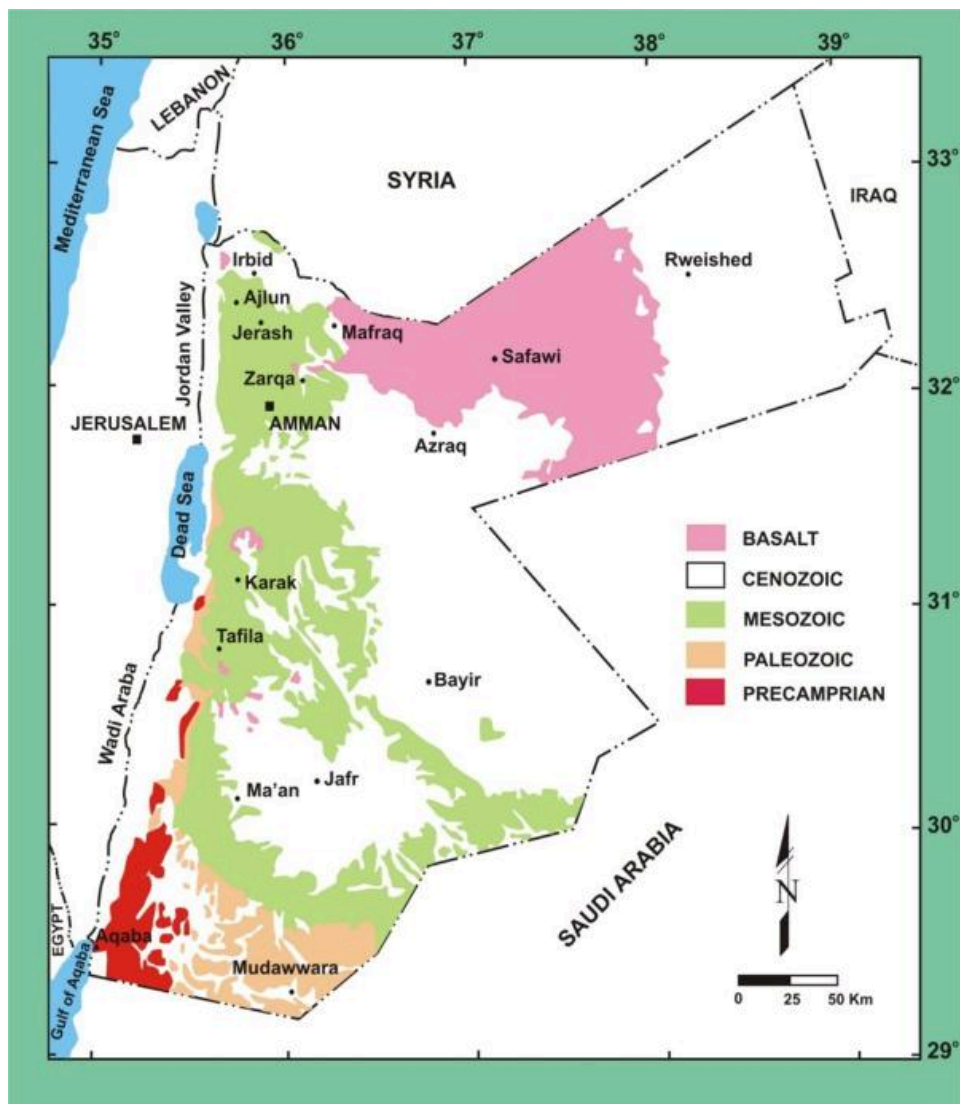 35°
36°
37°
38°
39°
Mediterranean Sea
LEBANON
SYRIA
33°
IRAQ
Irbid
Rweished
Ajlun
Jordan Valley
Jerash
Mafraq
Safawi
Zarqa
32°
JERUSALEM
AMMAN
Azraq
Dead Sea
BASALT
Karak
CENOZOIC
31°
MESOZOIC
Tafila
PALEOZOIC
Bayir
PRECAMPRIAN
Wadi Araba
Jafr
Ma'an
30°
SAUDI ARABIA
N
EGYPT
Aqaba
Mudawwara
Gulf of Aqaba
0 25 50 Km
29°